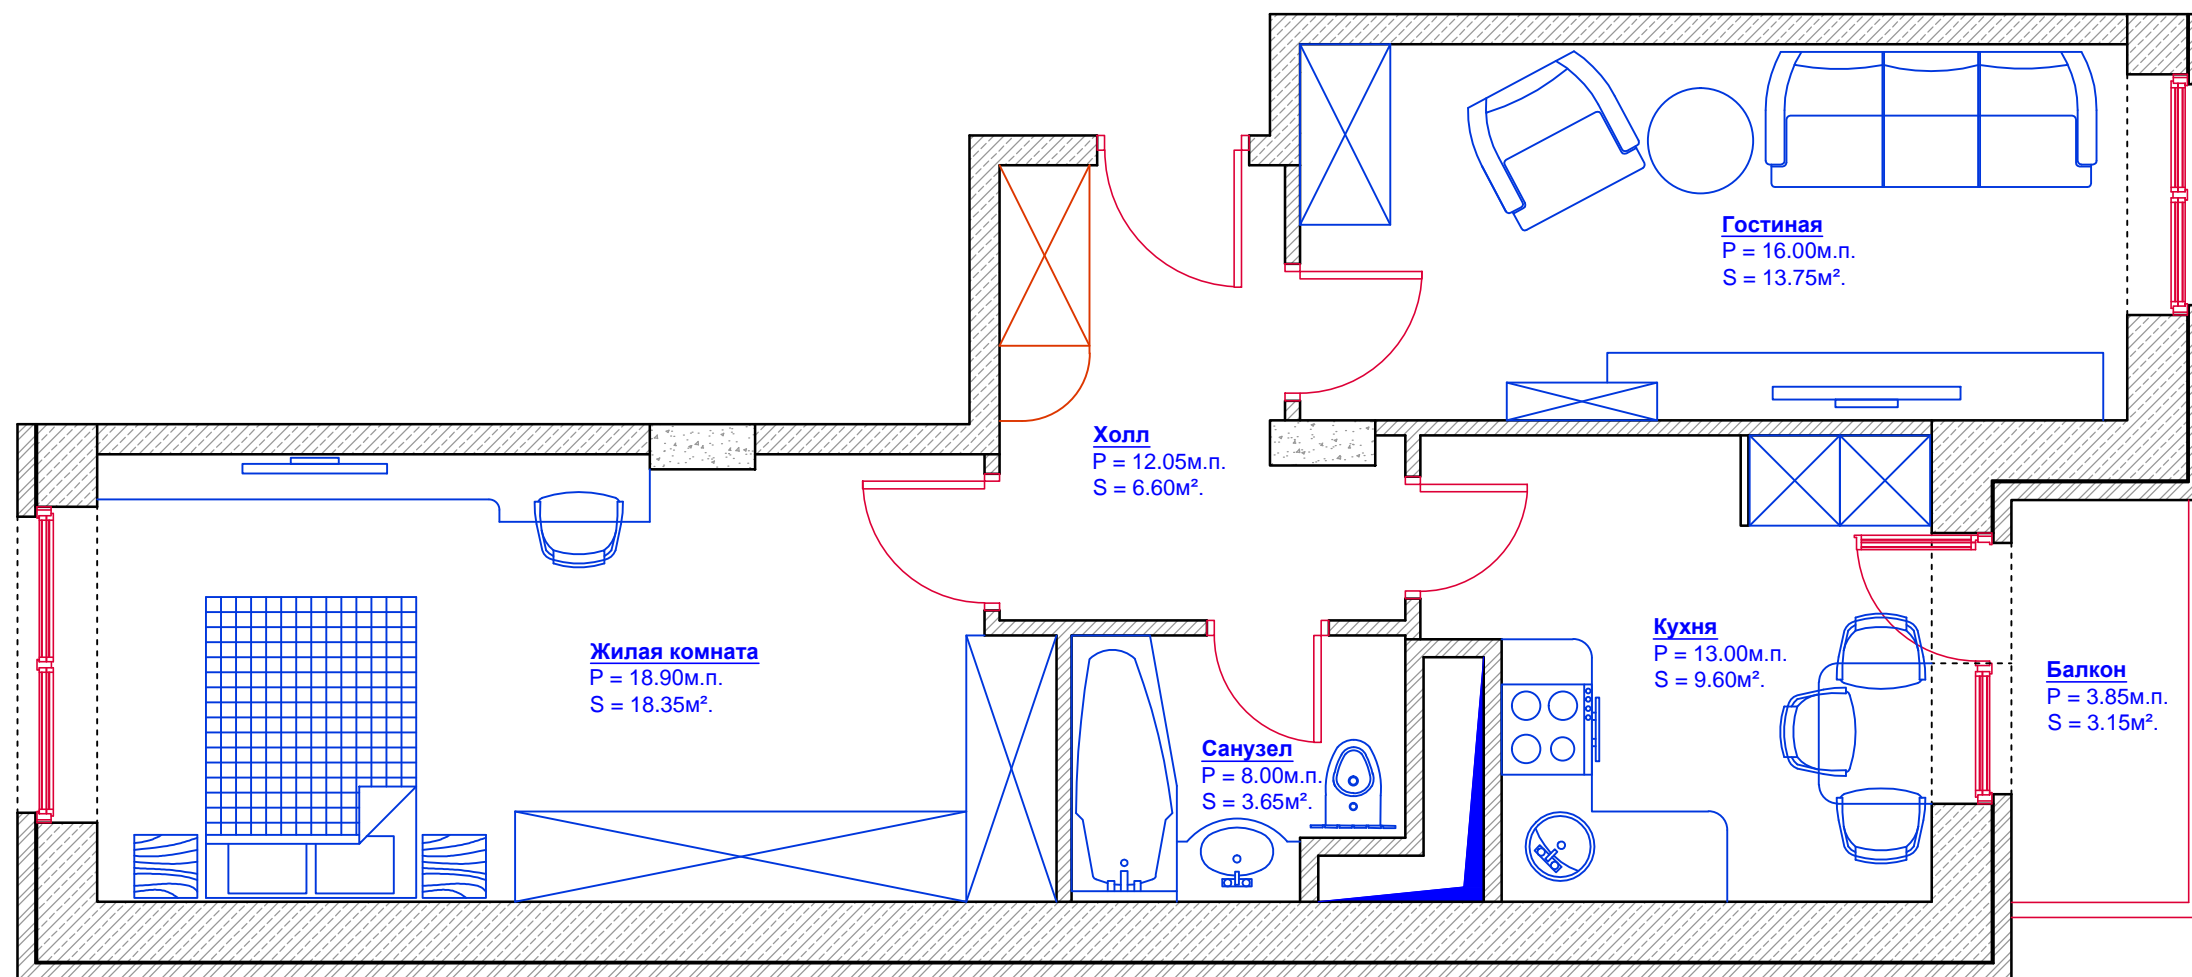 Гостиная
P = 16.00м.п.
S = 13.75м².
Холл
P = 12.05м.п.
S = 6.60м².
Жилая комната
P = 18.90м.п.
S = 18.35м².
Кухня
P = 13.00м.п.
S = 9.60м².
Балкон
P = 3.85м.п.
S = 3.15м².
Санузел
P = 8.00м.п.
S = 3.65м².